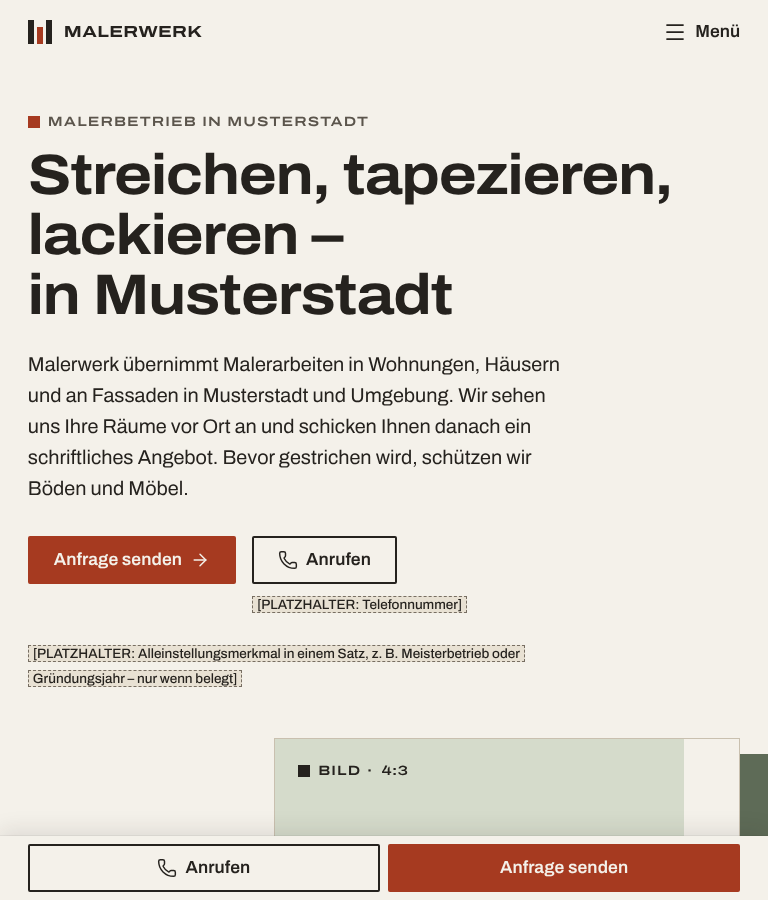 MALERWERK
Menü
MALERBETRIEB IN MUSTERSTADT
Streichen, tapezieren,
lackieren –
in Musterstadt
Malerwerk übernimmt Malerarbeiten in Wohnungen, Häusern
und an Fassaden in Musterstadt und Umgebung. Wir sehen
uns Ihre Räume vor Ort an und schicken Ihnen danach ein
schriftliches Angebot. Bevor gestrichen wird, schützen wir
Böden und Möbel.
Anfrage senden
Anrufen
[PLATZHALTER: Telefonnummer]
[PLATZHALTER: Alleinstellungsmerkmal in einem Satz, z. B. Meisterbetrieb oder
Gründungsjahr – nur wenn belegt]
BILD · 4:3
Anrufen
Anfrage senden